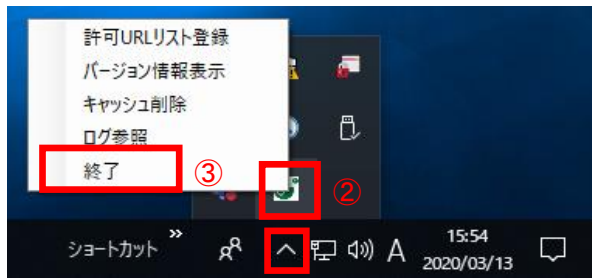 許可URLリスト登録
バージョン情報表示
キャッシュ削除
ログ参照
終了
③
②
ショートカット
»
A
15:54
2020/03/13